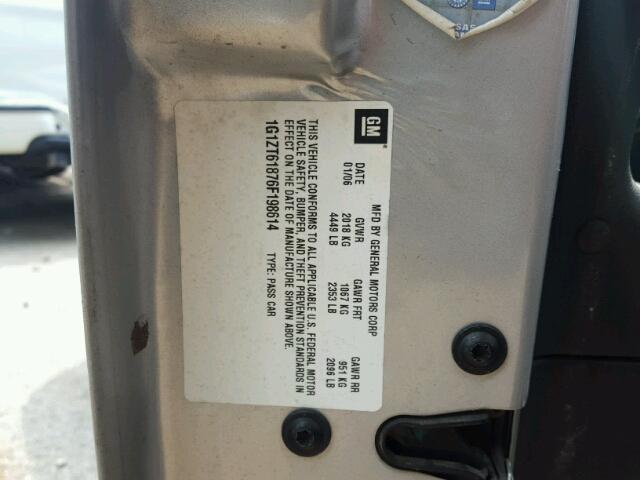 GM
MFD BY GENERAL MOTORS CORP
DATE GVWR GAWR FRT GAWR RR
01/06 2018 KG 1067 KG 951 KG
4449 LB 2353 LB 2096 LB
THIS VEHICLE CONFORMS TO ALL APPLICABLE U.S. FEDERAL MOTOR
VEHICLE SAFETY, BUMPER, AND THEFT PREVENTION STANDARDS IN
EFFECT ON THE DATE OF MANUFACTURE SHOWN ABOVE.
1G1ZT61876F198614 TYPE: PASS CAR